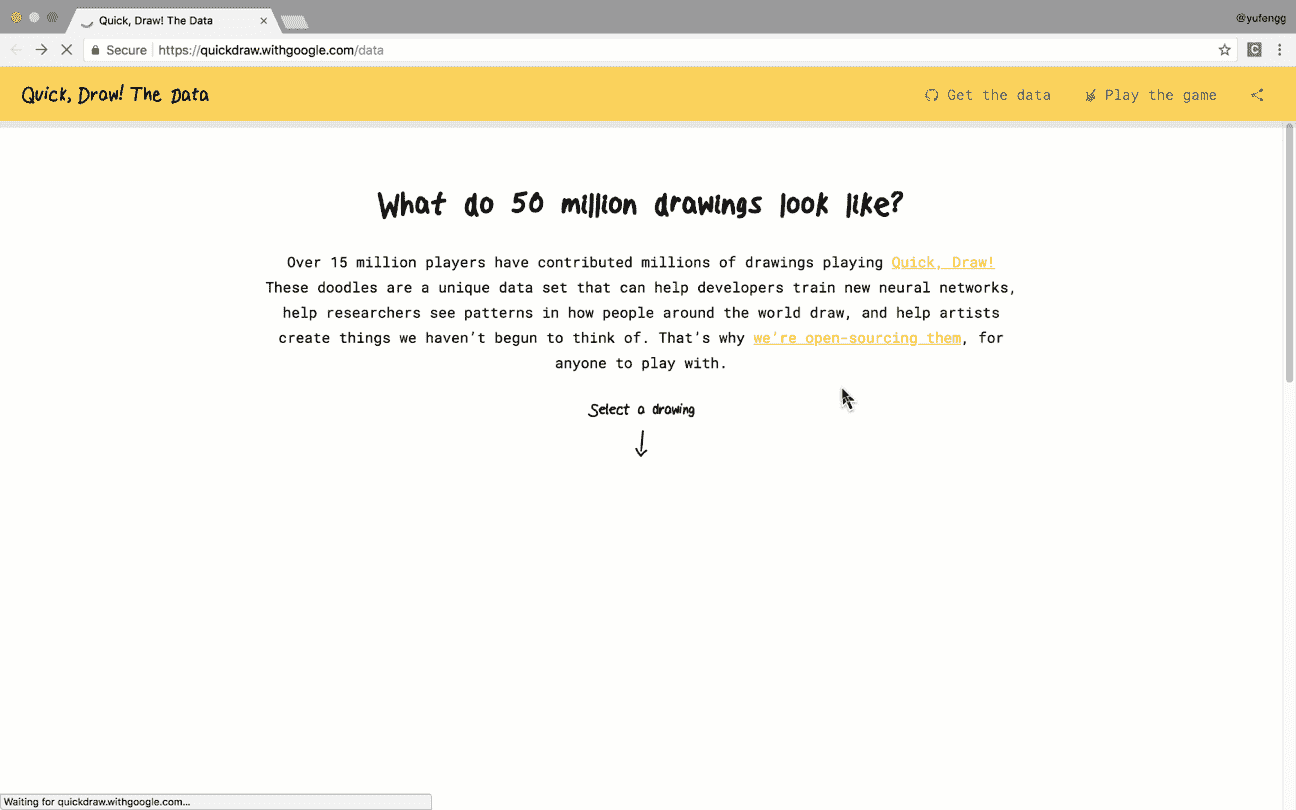 Quick, Draw! The Data
@yufengg
Secure https://quickdraw.withgoogle.com/data
Quick, Draw! The Data
Get the data
Play the game
What do 50 million drawings look like?
Over 15 million players have contributed millions of drawings playing Quick, Draw!
These doodles are a unique data set that can help developers train new neural networks,
help researchers see patterns in how people around the world draw, and help artists
create things we haven't begun to think of. That's why we're open-sourcing them, for
anyone to play with.
Select a drawing
Waiting for quickdraw.withgoogle.com...